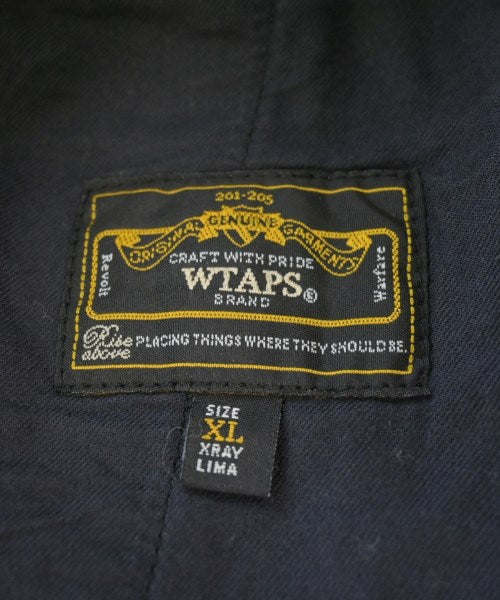 201-205
ORIGINAL GENUINE GARMENTS
CRAFT WITH PRIDE
Revolt
WTAPS®
Warfare
BRAND
Rise
above
PLACING THINGS WHERE THEY SHOULD BE.
SIZE
XL
XRAY
LIMA